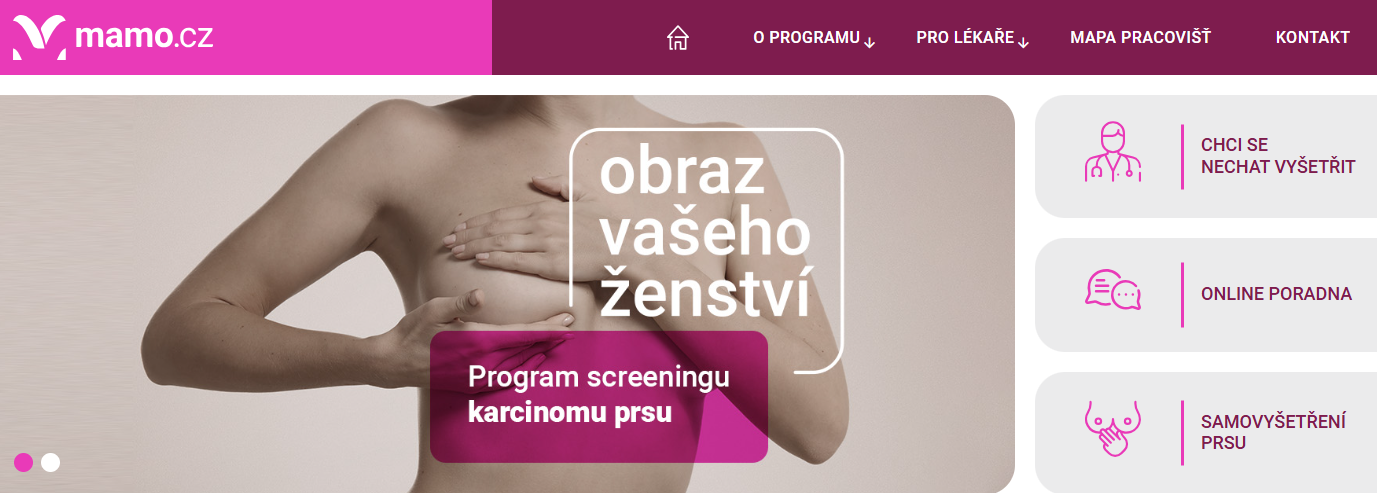 mamo.cz
O PROGRAMU
PRO LÉKAŘE
MAPA PRACOVIŠŤ
KONTAKT
obraz
vašeho
ženství
Program screeningu
karcinomu prsu
CHCI SE
NECHAT VYŠETŘIT
ONLINE PORADNA
SAMOVYŠETŘENÍ
PRSU